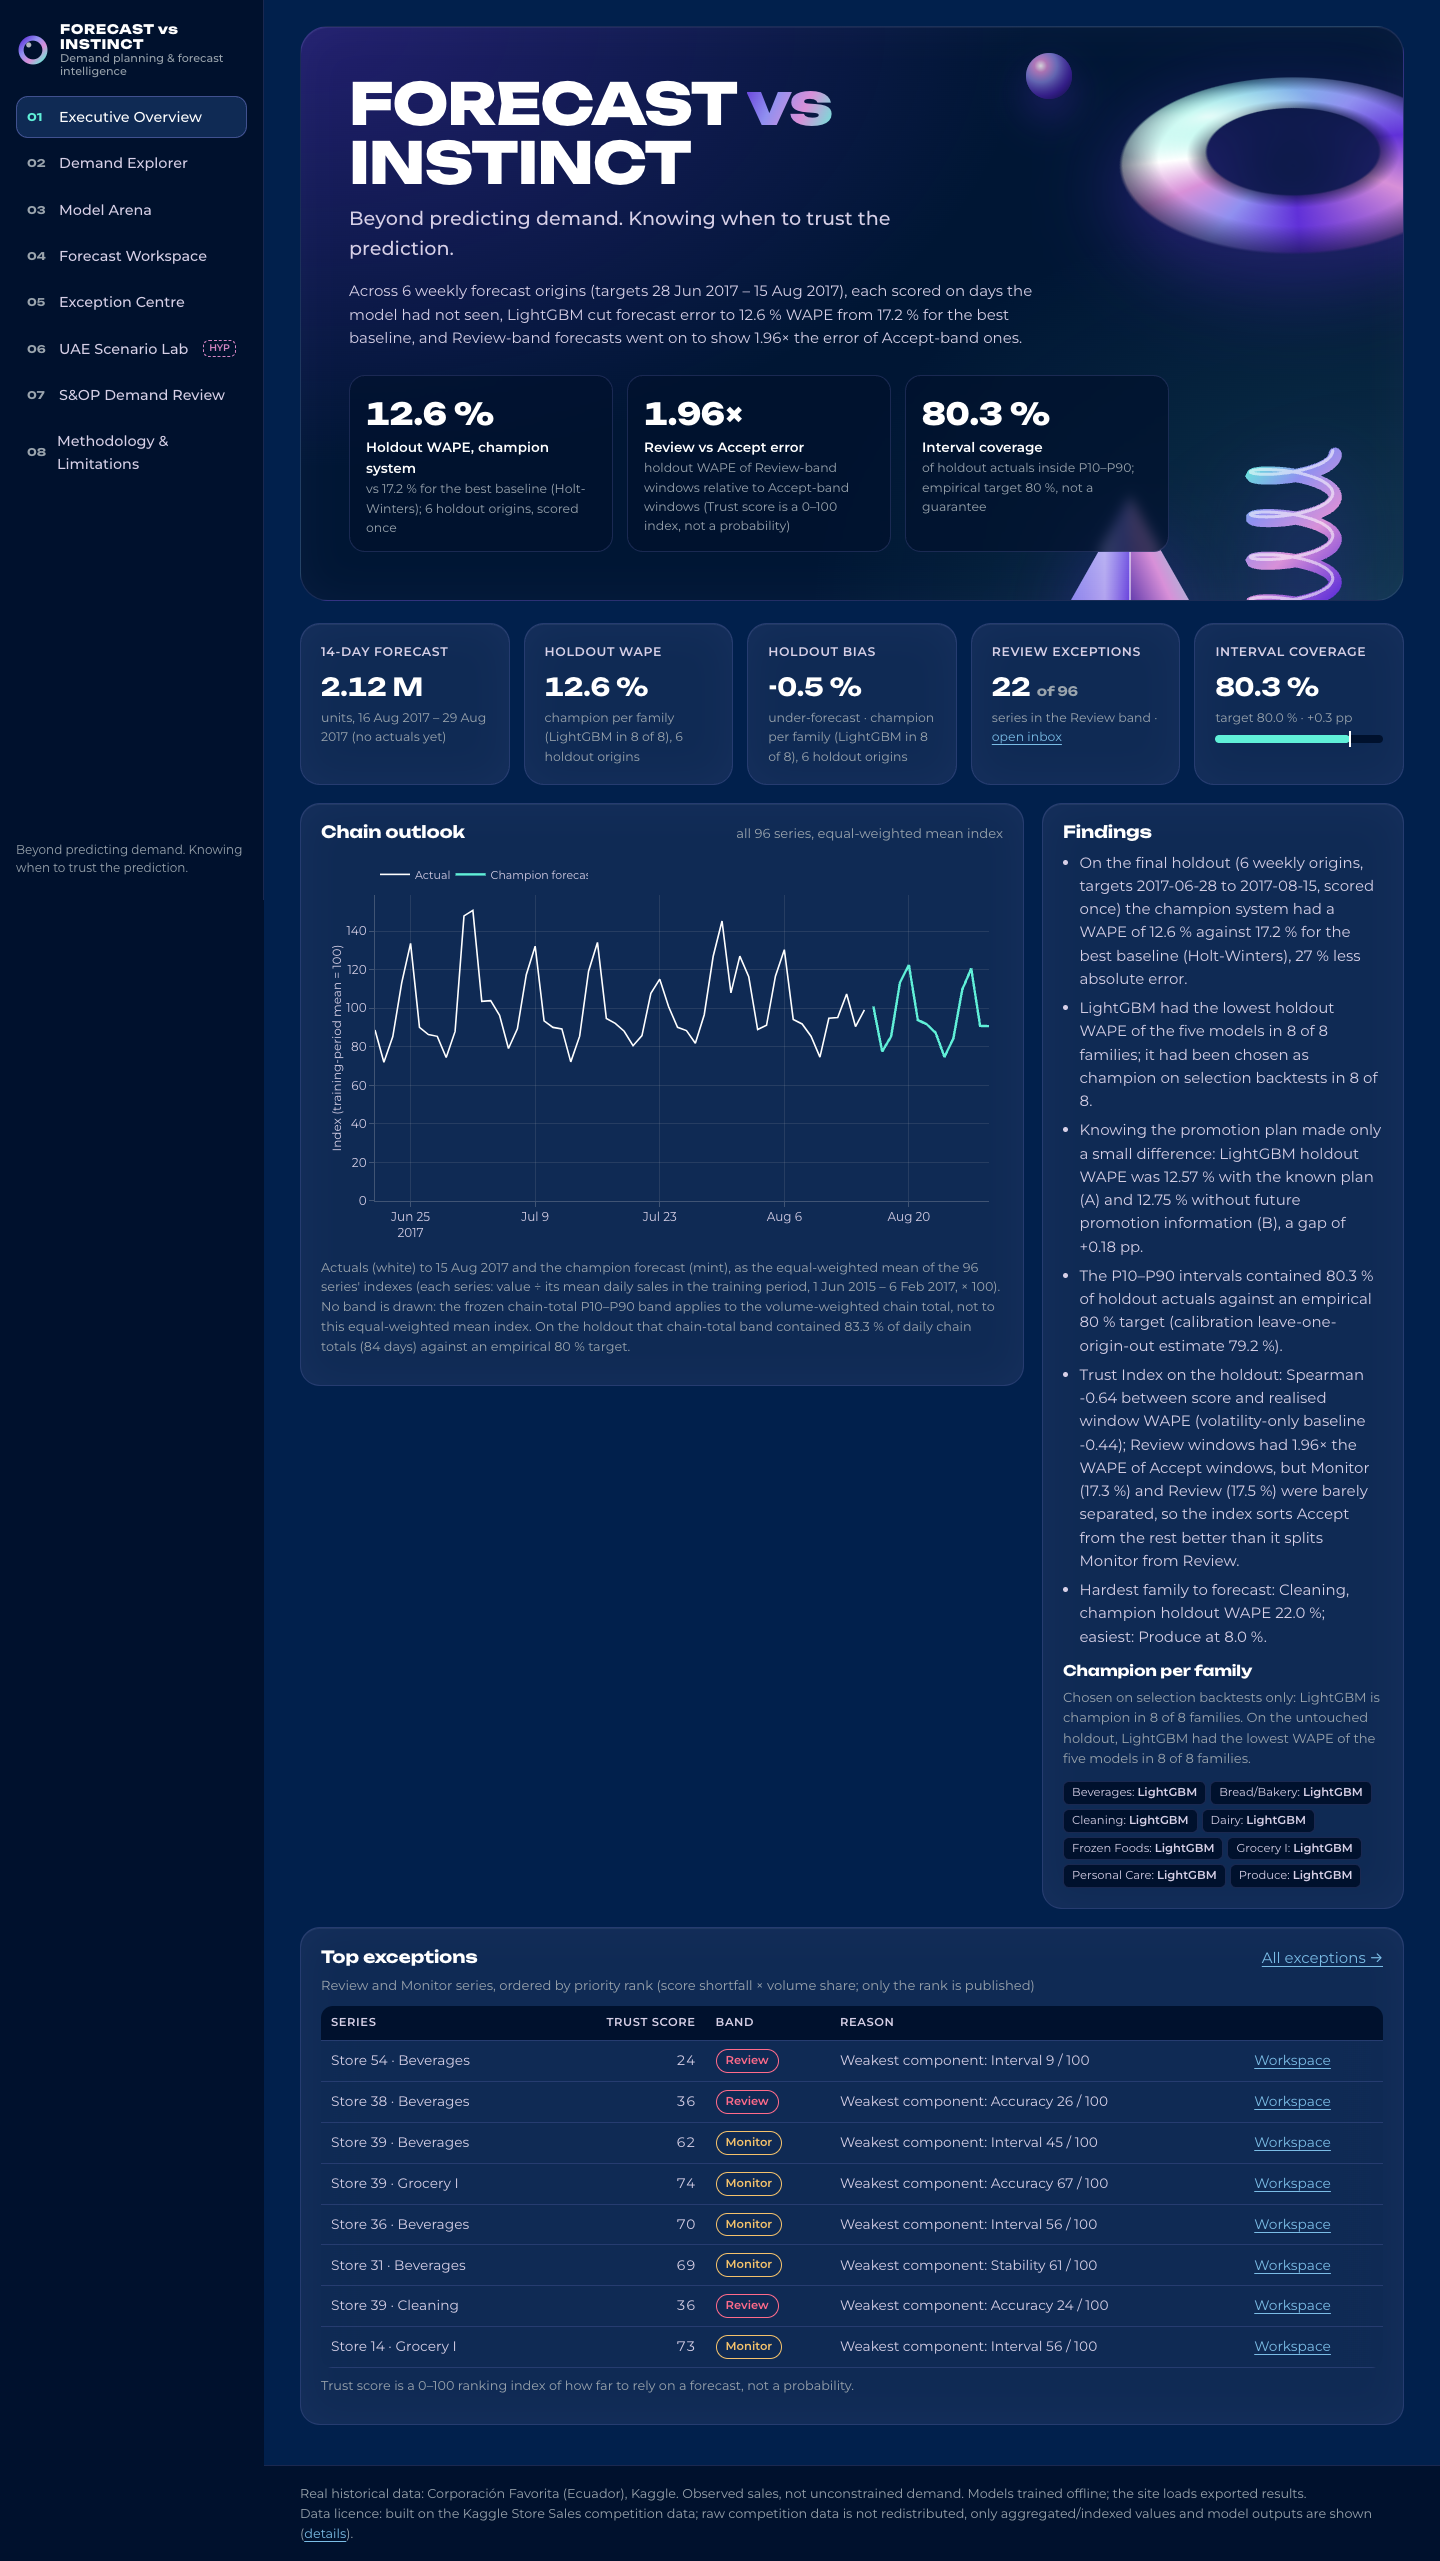 FORECAST vs
INSTINCT
Demand planning & forecast
intelligence
01 Executive Overview
02 Demand Explorer
03 Model Arena
04 Forecast Workspace
05 Exception Centre
06 UAE Scenario Lab HYP
07 S&OP Demand Review
08 Methodology &
Limitations
Beyond predicting demand. Knowing
when to trust the prediction.
FORECAST vs
INSTINCT
Beyond predicting demand. Knowing when to trust the
prediction.
Across 6 weekly forecast origins (targets 28 Jun 2017 – 15 Aug 2017), each scored on days the
model had not seen, LightGBM cut forecast error to 12.6 % WAPE from 17.2 % for the best
baseline, and Review-band forecasts went on to show 1.96× the error of Accept-band ones.
12.6 %
Holdout WAPE, champion
system
vs 17.2 % for the best baseline (Holt-
Winters); 6 holdout origins, scored
once
1.96×
Review vs Accept error
holdout WAPE of Review-band
windows relative to Accept-band
windows (Trust score is a 0–100
index, not a probability)
80.3 %
Interval coverage
of holdout actuals inside P10–P90;
empirical target 80 %, not a
guarantee
14-DAY FORECAST
2.12 M
units, 16 Aug 2017 – 29 Aug
2017 (no actuals yet)
HOLDOUT WAPE
12.6 %
champion per family
(LightGBM in 8 of 8), 6
holdout origins
HOLDOUT BIAS
-0.5 %
under-forecast · champion
per family (LightGBM in 8
of 8), 6 holdout origins
REVIEW EXCEPTIONS
22 of 96
series in the Review band ·
open inbox
INTERVAL COVERAGE
80.3 %
target 80.0 % · +0.3 pp
Chain outlook
all 96 series, equal-weighted mean index
Actual Champion forecas
Index (training-period mean = 100)
140
120
100
80
60
40
20
0
Jun 25 Jul 9 Jul 23 Aug 6 Aug 20
2017
Actuals (white) to 15 Aug 2017 and the champion forecast (mint), as the equal-weighted mean of the 96
series' indexes (each series: value ÷ its mean daily sales in the training period, 1 Jun 2015 – 6 Feb 2017, × 100).
No band is drawn: the frozen chain-total P10–P90 band applies to the volume-weighted chain total, not to
this equal-weighted mean index. On the holdout that chain-total band contained 83.3 % of daily chain
totals (84 days) against an empirical 80 % target.
Findings
• On the final holdout (6 weekly origins,
targets 2017-06-28 to 2017-08-15, scored
once) the champion system had a
WAPE of 12.6 % against 17.2 % for the
best baseline (Holt-Winters), 27 % less
absolute error.
• LightGBM had the lowest holdout
WAPE of the five models in 8 of 8
families; it had been chosen as
champion on selection backtests in 8 of
8.
• Knowing the promotion plan made only
a small difference: LightGBM holdout
WAPE was 12.57 % with the known plan
(A) and 12.75 % without future
promotion information (B), a gap of
+0.18 pp.
• The P10–P90 intervals contained 80.3 %
of holdout actuals against an empirical
80 % target (calibration leave-one-
origin-out estimate 79.2 %).
• Trust Index on the holdout: Spearman
-0.64 between score and realised
window WAPE (volatility-only baseline
-0.44); Review windows had 1.96× the
WAPE of Accept windows, but Monitor
(17.3 %) and Review (17.5 %) were barely
separated, so the index sorts Accept
from the rest better than it splits
Monitor from Review.
• Hardest family to forecast: Cleaning,
champion holdout WAPE 22.0 %;
easiest: Produce at 8.0 %.
Champion per family
Chosen on selection backtests only: LightGBM is
champion in 8 of 8 families. On the untouched
holdout, LightGBM had the lowest WAPE of the
five models in 8 of 8 families.
Beverages: LightGBM Bread/Bakery: LightGBM
Cleaning: LightGBM Dairy: LightGBM
Frozen Foods: LightGBM Grocery I: LightGBM
Personal Care: LightGBM Produce: LightGBM
Top exceptions
All exceptions →
Review and Monitor series, ordered by priority rank (score shortfall × volume share; only the rank is published)
SERIES TRUST SCORE BAND REASON
Store 54 · Beverages 24 Review Weakest component: Interval 9 / 100 Workspace
Store 38 · Beverages 36 Review Weakest component: Accuracy 26 / 100 Workspace
Store 39 · Beverages 62 Monitor Weakest component: Interval 45 / 100 Workspace
Store 39 · Grocery I 74 Monitor Weakest component: Accuracy 67 / 100 Workspace
Store 36 · Beverages 70 Monitor Weakest component: Interval 56 / 100 Workspace
Store 31 · Beverages 69 Monitor Weakest component: Stability 61 / 100 Workspace
Store 39 · Cleaning 36 Review Weakest component: Accuracy 24 / 100 Workspace
Store 14 · Grocery I 73 Monitor Weakest component: Interval 56 / 100 Workspace
Trust score is a 0–100 ranking index of how far to rely on a forecast, not a probability.
Real historical data: Corporación Favorita (Ecuador), Kaggle. Observed sales, not unconstrained demand. Models trained offline; the site loads exported results.
Data licence: built on the Kaggle Store Sales competition data; raw competition data is not redistributed, only aggregated/indexed values and model outputs are shown
(details).